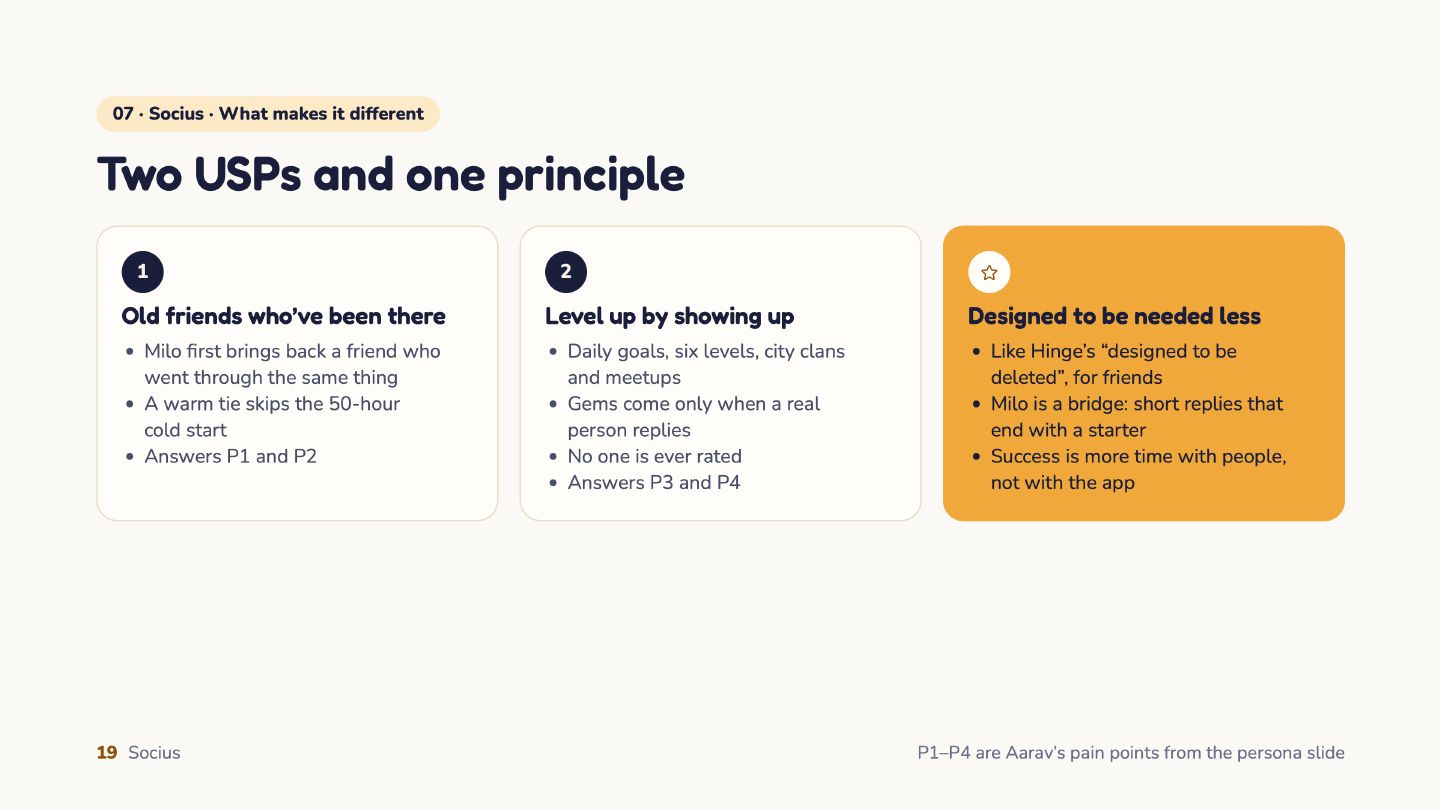 07 · Socius · What makes it different
Two USPs and one principle
1
Old friends who’ve been there
• Milo first brings back a friend who
went through the same thing
• A warm tie skips the 50-hour
cold start
• Answers P1 and P2
2
Level up by showing up
• Daily goals, six levels, city clans
and meetups
• Gems come only when a real
person replies
• No one is ever rated
• Answers P3 and P4
Designed to be needed less
• Like Hinge’s “designed to be
deleted”, for friends
• Milo is a bridge: short replies that
end with a starter
• Success is more time with people,
not with the app
19 Socius
P1–P4 are Aarav’s pain points from the persona slide